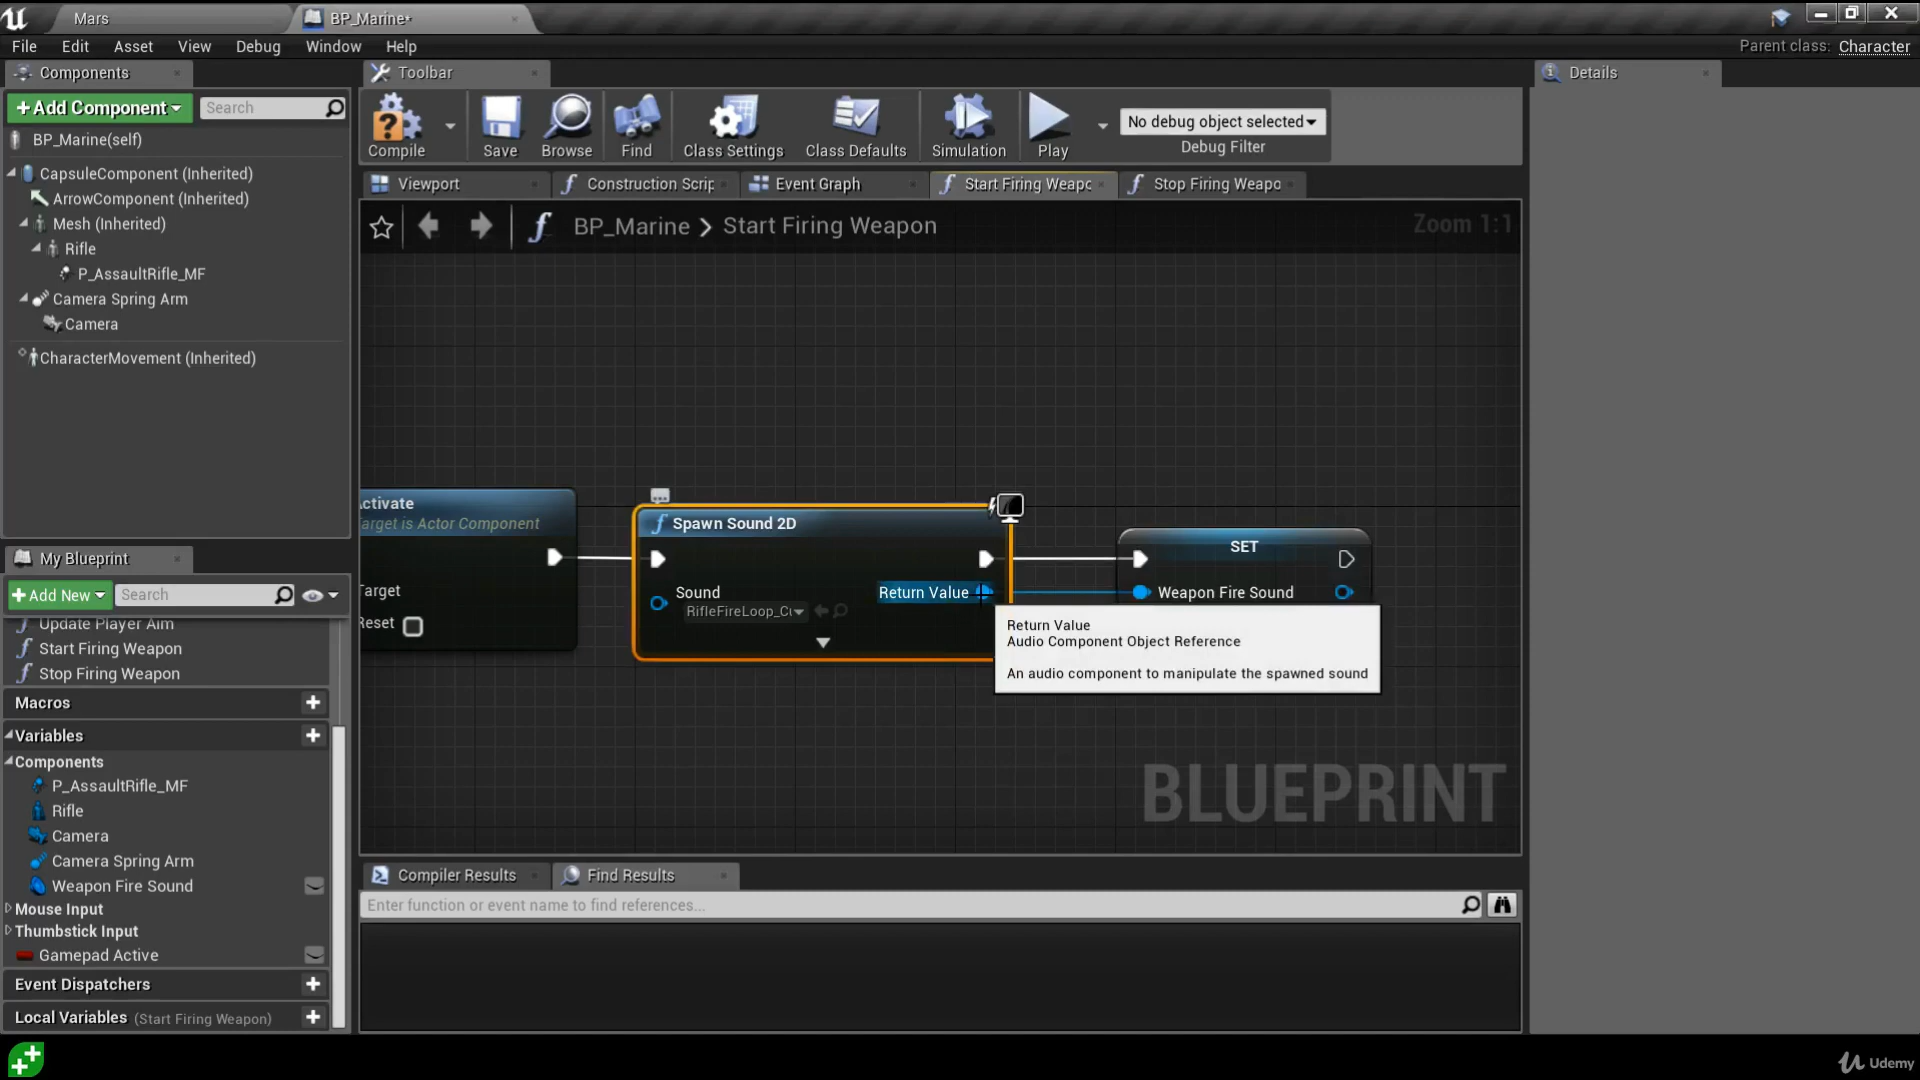 Mars
BP_Marine*
File Edit Asset View Debug Window Help
Parent class: Character
Components
Toolbar
Details
Add Component
Search
BP_Marine(self)
CapsuleComponent (Inherited)
ArrowComponent (Inherited)
Mesh (Inherited)
Rifle
P_AssaultRifle_MF
Camera Spring Arm
Camera
CharacterMovement (Inherited)
Compile
Save
Browse
Find
Class Settings
Class Defaults
Simulation
Play
No debug object selected
Debug Filter
Viewport
Construction Scrip
Event Graph
Start Firing Weapo
Stop Firing Weapo
BP_Marine > Start Firing Weapon
Zoom 1:1
ctivate
arget is Actor Component
Target
Reset
Spawn Sound 2D
Sound
RifleFireLoop_Cu
Return Value
SET
Weapon Fire Sound
Return Value
Audio Component Object Reference
An audio component to manipulate the spawned sound
BLUEPRINT
My Blueprint
Add New
Search
Update Player Aim
Start Firing Weapon
Stop Firing Weapon
Macros
Variables
Components
P_AssaultRifle_MF
Rifle
Camera
Camera Spring Arm
Weapon Fire Sound
Mouse Input
Thumbstick Input
Gamepad Active
Event Dispatchers
Local Variables (Start Firing Weapon)
Compiler Results
Find Results
Enter function or event name to find references...
Udemy